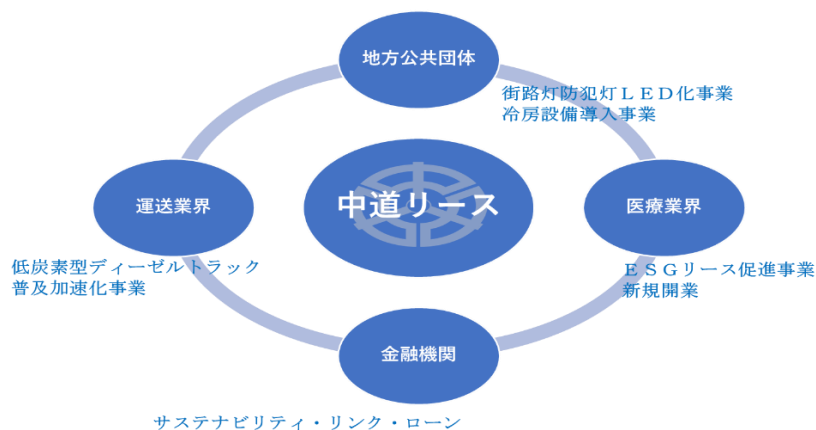 地方公共団体
街路灯防犯灯ＬＥＤ化事業
冷房設備導入事業
運送業界
中道リース
医療業界
低炭素型ディーゼルトラック
普及加速化事業
ＥＳＧリース促進事業
新規開業
金融機関
サステナビリティ・リンク・ローン